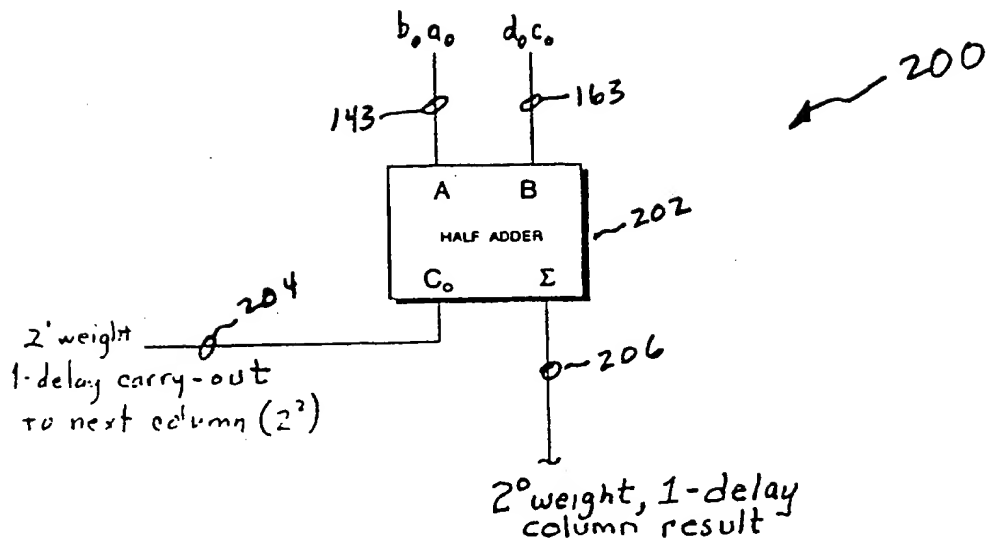 b₀a₀ d₀c₀
200
143 163
A B
HALF ADDER
202
C₀ Σ
204
2' weight
1-delay carry-out
to next column (2²)
206
2⁰ weight, 1-delay
column result